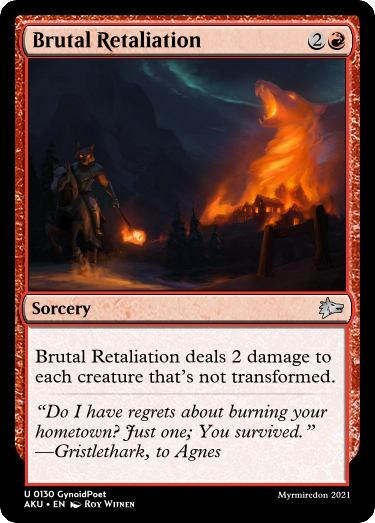 Brutal Retaliation 2
Sorcery
Brutal Retaliation deals 2 damage to
each creature that's not transformed.
“Do I have regrets about burning your
hometown? Just one; You survived.”
—Gristlethark, to Agnes
U 0130 GynoidPoet
AKU • EN Roy Wijnen
Myrmiredon 2021